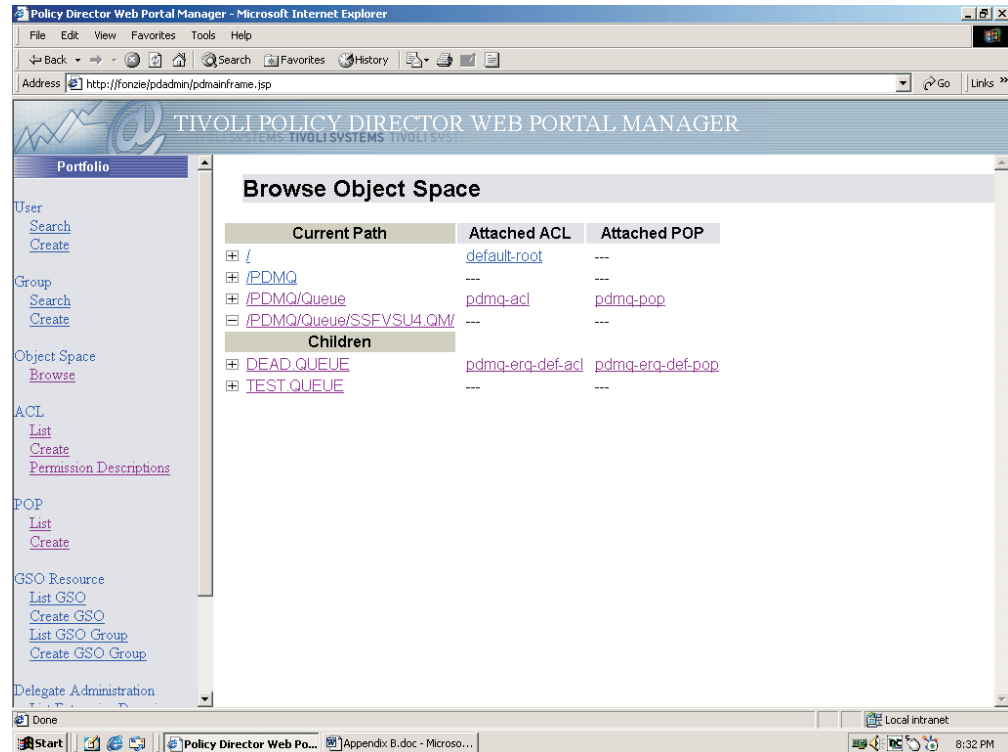 Policy Director Web Portal Manager - Microsoft Internet Explorer
File Edit View Favorites Tools Help
Back Search Favorites History
Address http://fonzie/pdadmin/pdmainframe.jsp Go Links »
TIVOLI POLICY DIRECTOR WEB PORTAL MANAGER
TIVOLI SYSTEMS
Portfolio
User
Search
Create
Group
Search
Create
Object Space
Browse
ACL
List
Create
Permission Descriptions
POP
List
Create
GSO Resource
List GSO
Create GSO
List GSO Group
Create GSO Group
Delegate Administration
Browse Object Space
Current Path Attached ACL Attached POP
/ default-root ---
/PDMQ --- ---
/PDMQ/Queue pdmq-acl pdmq-pop
/PDMQ/Queue/SSFVSU4.QM/ --- ---
Children
DEAD.QUEUE pdmq-erq-def-acl pdmq-erq-def-pop
TEST.QUEUE --- ---
Done Local intranet
Start Policy Director Web Po... Appendix B.doc - Microso... 8:32 PM